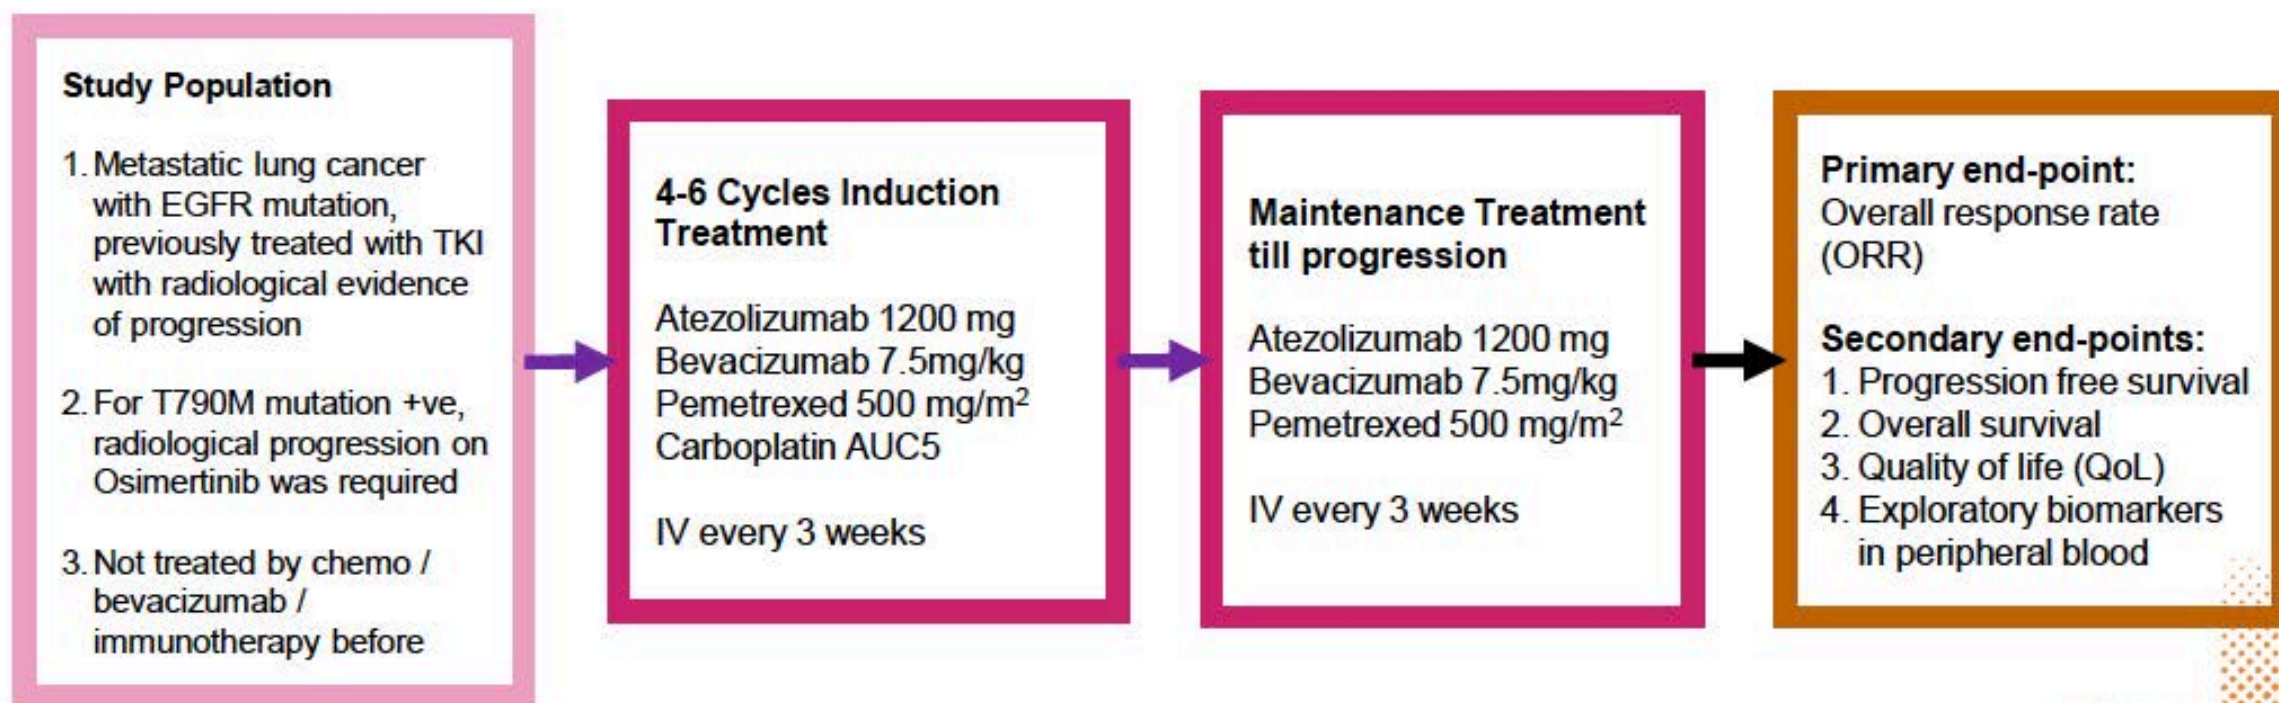 Study Population
1. Metastatic lung cancer
with EGFR mutation,
previously treated with TKI
with radiological evidence
of progression
2. For T790M mutation +ve,
radiological progression on
Osimertinib was required
3. Not treated by chemo /
bevacizumab /
immunotherapy before
4-6 Cycles Induction
Treatment
Atezolizumab 1200 mg
Bevacizumab 7.5mg/kg
Pemetrexed 500 mg/m²
Carboplatin AUC5
IV every 3 weeks
Maintenance Treatment
till progression
Atezolizumab 1200 mg
Bevacizumab 7.5mg/kg
Pemetrexed 500 mg/m²
IV every 3 weeks
Primary end-point:
Overall response rate
(ORR)
Secondary end-points:
1. Progression free survival
2. Overall survival
3. Quality of life (QoL)
4. Exploratory biomarkers
in peripheral blood